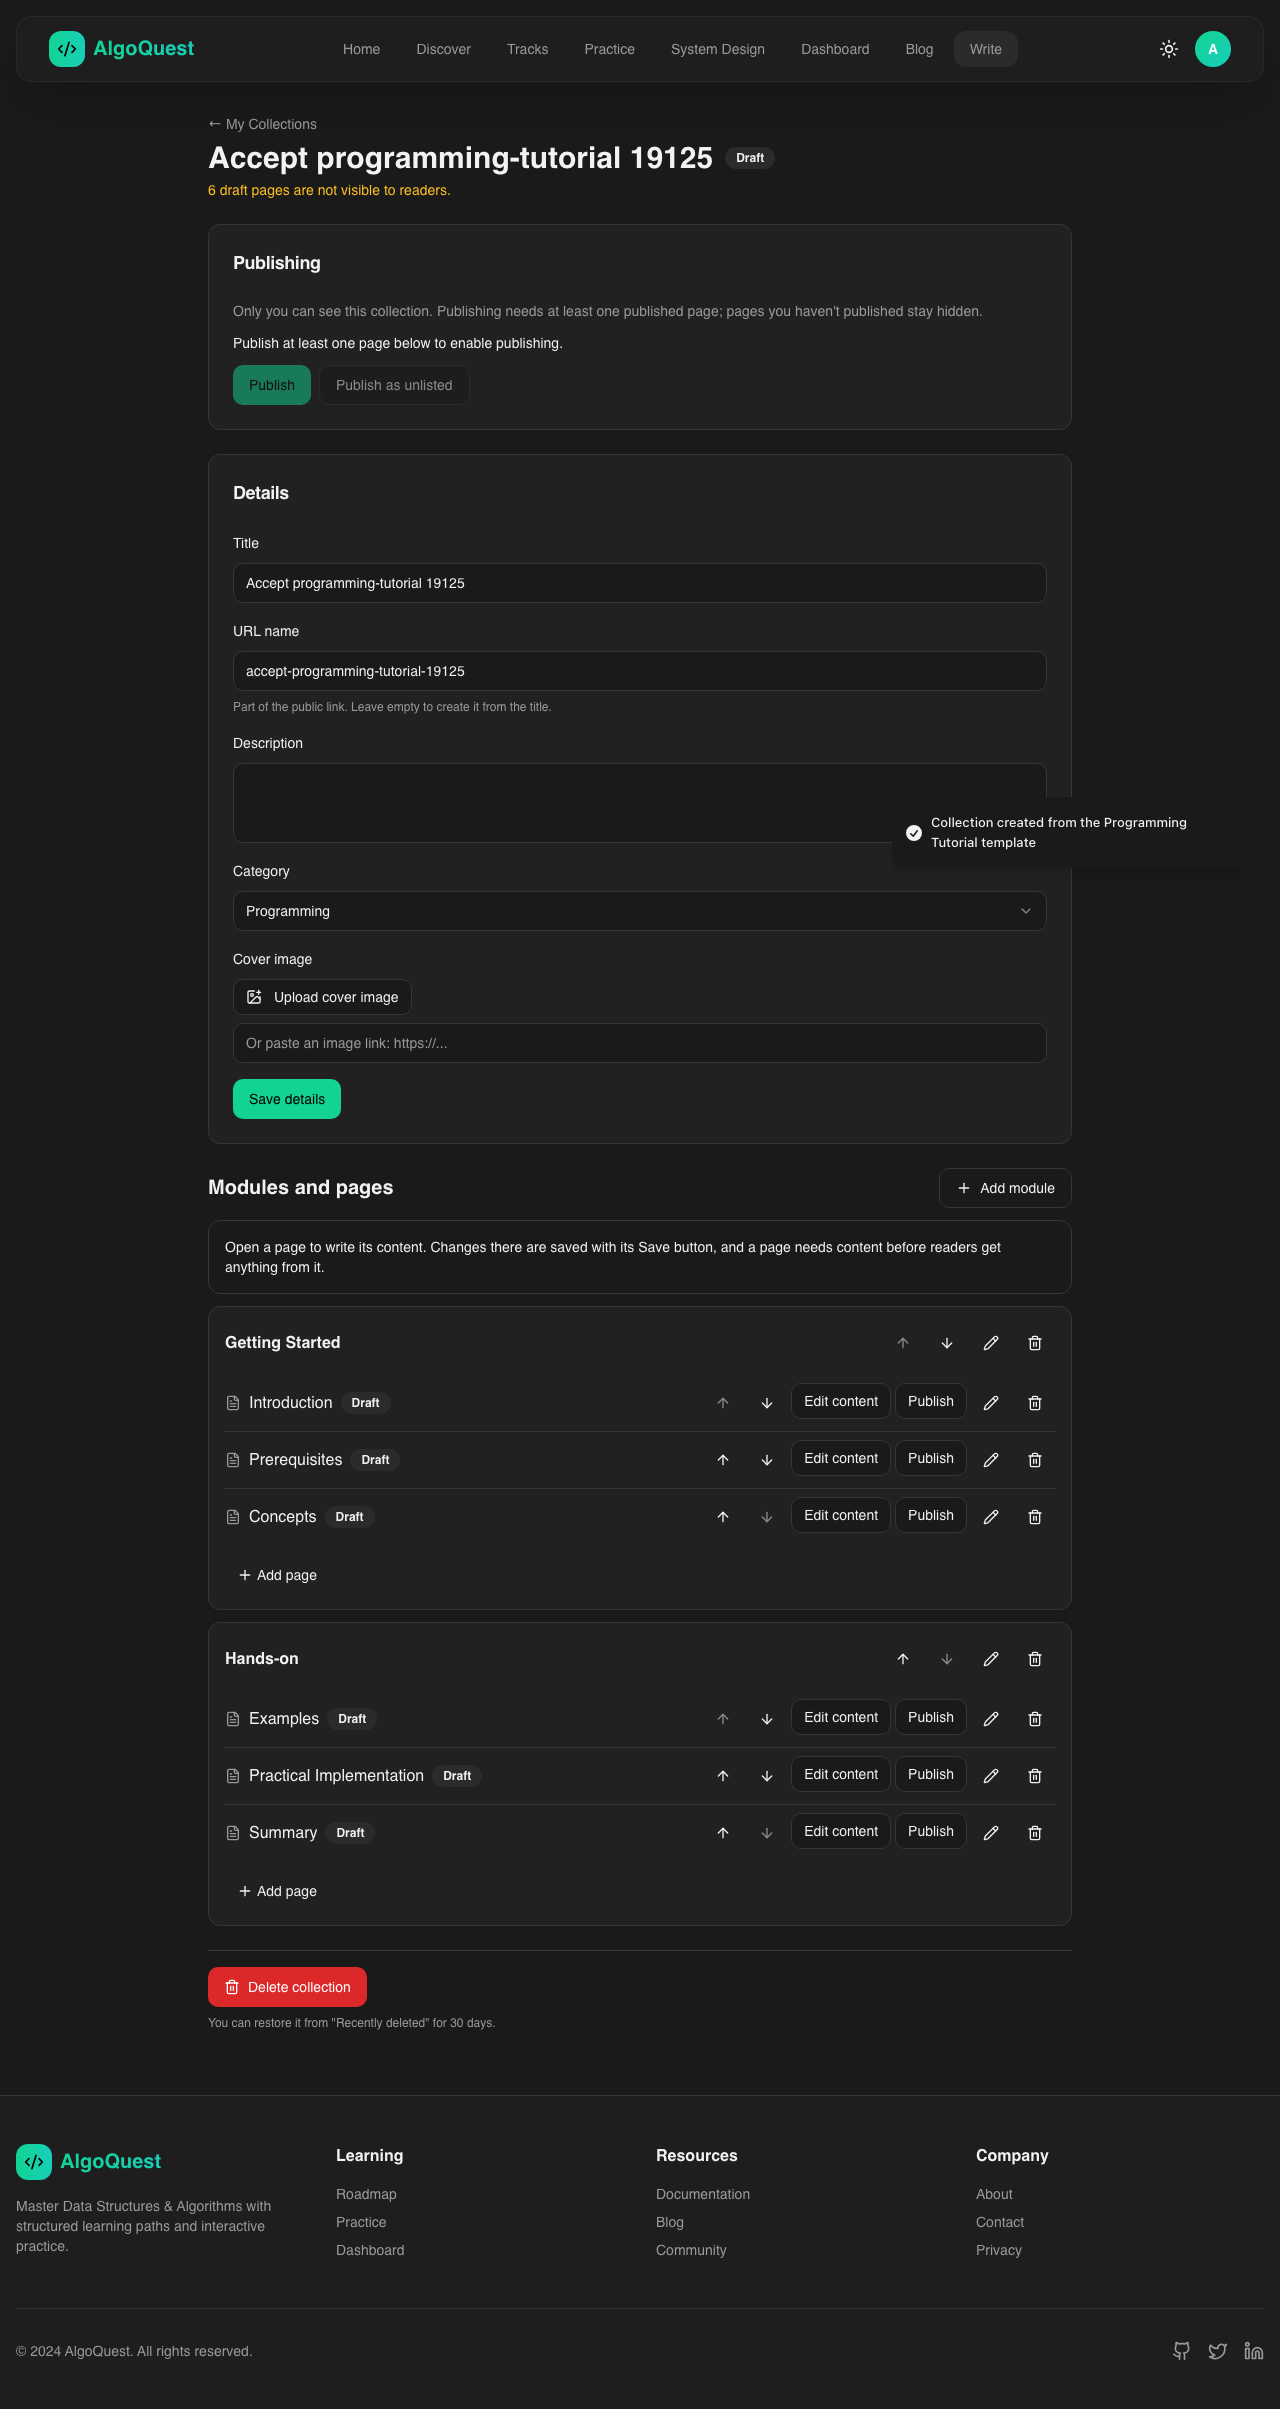 AlgoQuest
Home
Discover
Tracks
Practice
System Design
Dashboard
Blog
Write
A
← My Collections
Accept programming-tutorial 19125
Draft
6 draft pages are not visible to readers.
Publishing
Only you can see this collection. Publishing needs at least one published page; pages you haven't published stay hidden.
Publish at least one page below to enable publishing.
Publish
Publish as unlisted
Details
Title
Accept programming-tutorial 19125
URL name
accept-programming-tutorial-19125
Part of the public link. Leave empty to create it from the title.
Description
Collection created from the Programming
Tutorial template
Category
Programming
Cover image
Upload cover image
Or paste an image link: https://...
Save details
Modules and pages
Add module
Open a page to write its content. Changes there are saved with its Save button, and a page needs content before readers get
anything from it.
Getting Started
Introduction
Draft
Edit content
Publish
Prerequisites
Draft
Edit content
Publish
Concepts
Draft
Edit content
Publish
Add page
Hands-on
Examples
Draft
Edit content
Publish
Practical Implementation
Draft
Edit content
Publish
Summary
Draft
Edit content
Publish
Add page
Delete collection
You can restore it from "Recently deleted" for 30 days.
AlgoQuest
Master Data Structures & Algorithms with
structured learning paths and interactive
practice.
Learning
Roadmap
Practice
Dashboard
Resources
Documentation
Blog
Community
Company
About
Contact
Privacy
© 2024 AlgoQuest. All rights reserved.